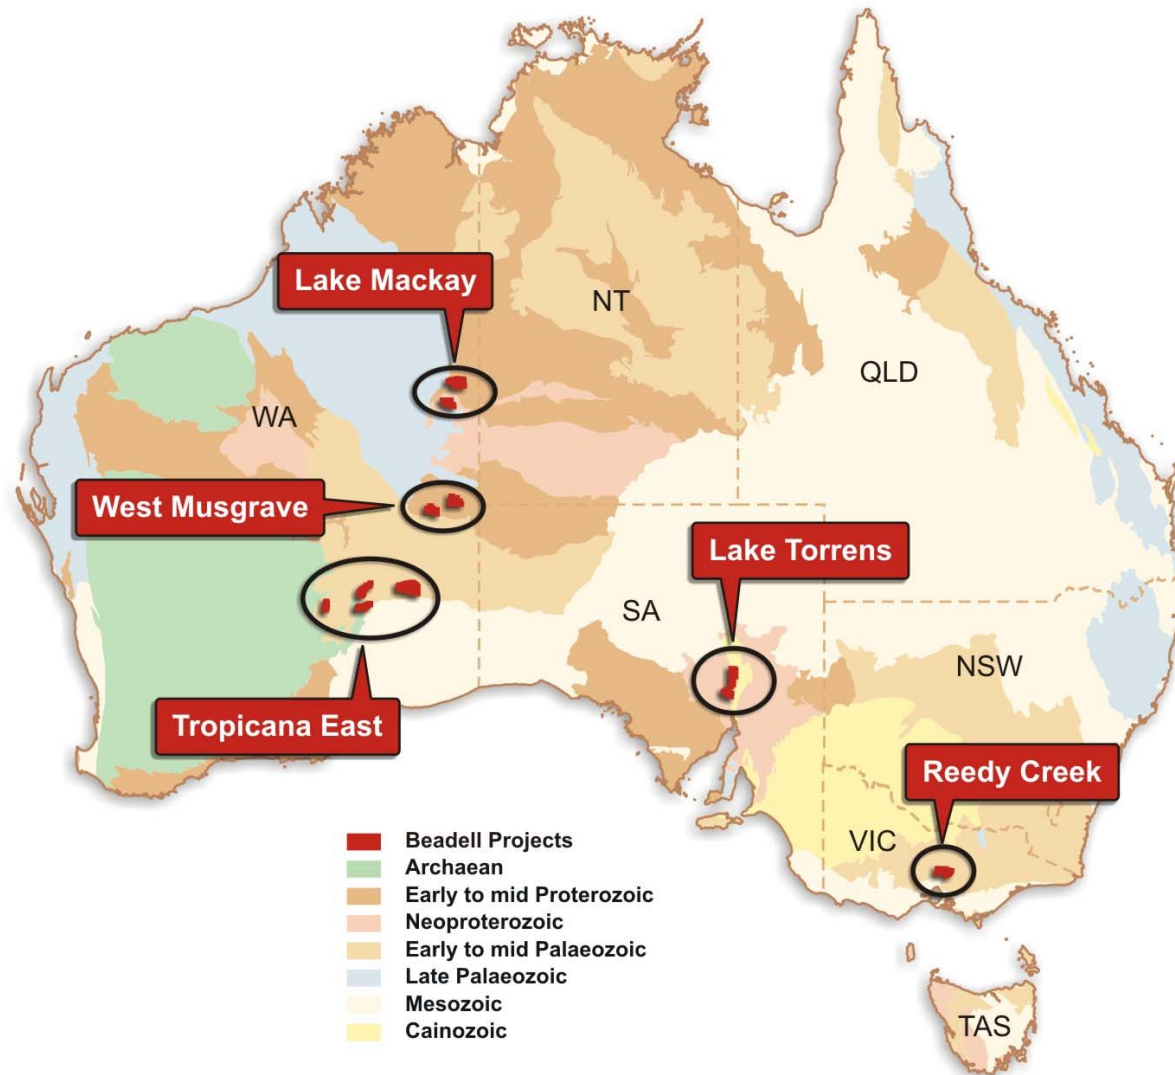 Lake Mackay
NT
QLD
WA
West Musgrave
Lake Torrens
SA
NSW
Tropicana East
Reedy Creek
VIC
Beadell Projects
Archaean
Early to mid Proterozoic
Neoproterozoic
Early to mid Palaeozoic
Late Palaeozoic
Mesozoic
Cainozoic
TAS